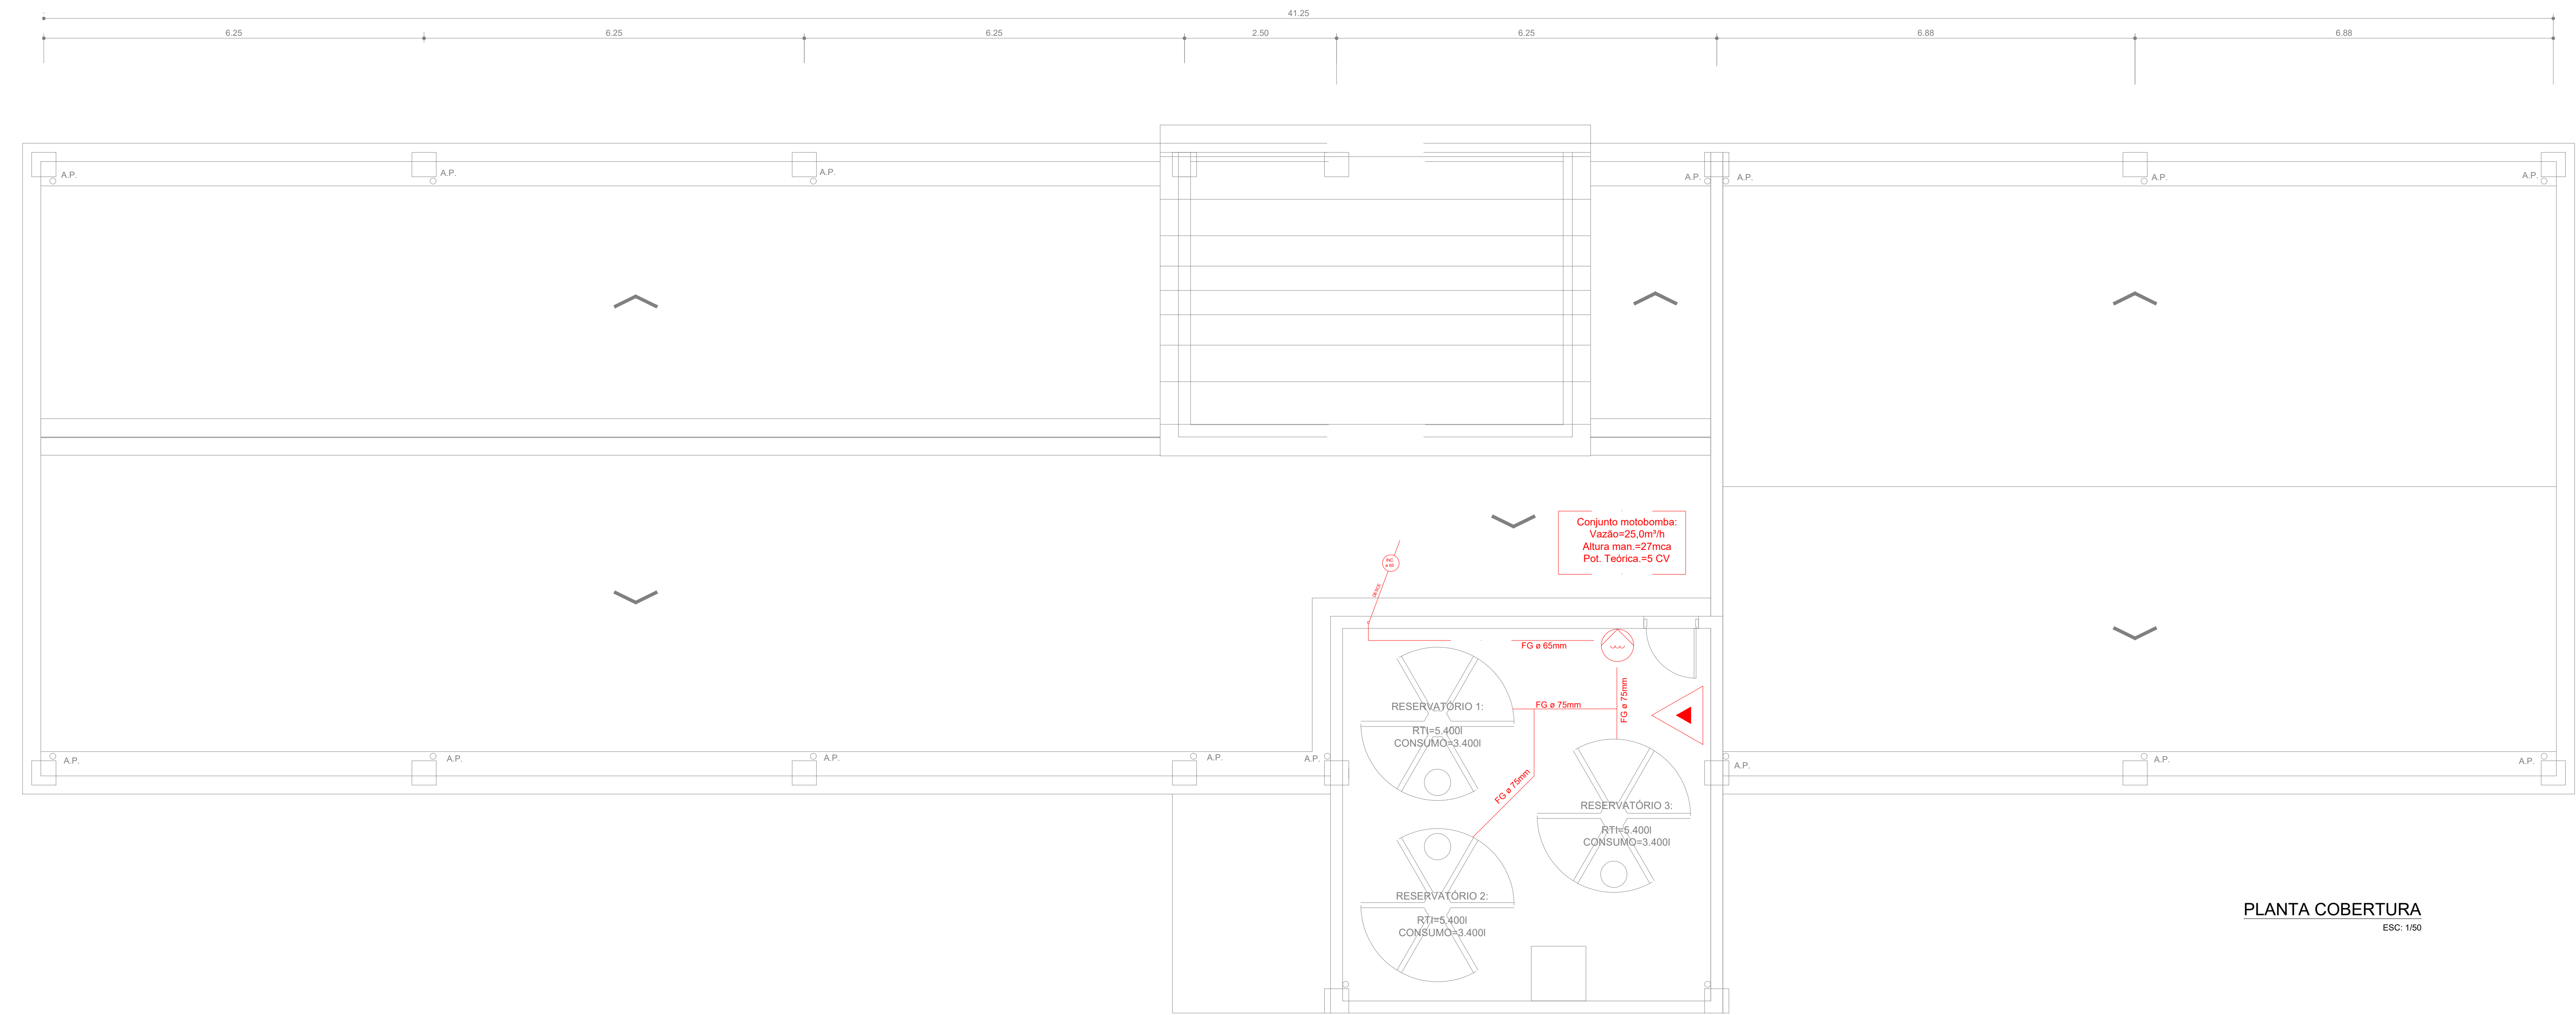 41.25
6.25
6.25
6.25
2.50
6.25
6.88
6.88
A.P.
A.P.
A.P.
A.P.
A.P.
A.P.
A.P.
Conjunto motobomba:
Vazão=25,0m³/h
Altura man.=27mca
Pot. Teórica.=5 CV
INC
FG ø 65mm
FG ø 75mm
FG ø 75mm
FG ø 75mm
RESERVATÓRIO 1:
RTI=5.400l
CONSUMO=3.400l
A.P.
A.P.
A.P.
A.P.
A.P.
A.P.
A.P.
A.P.
RESERVATÓRIO 3:
RTI=5.400l
CONSUMO=3.400l
RESERVATÓRIO 2:
RTI=5.400l
CONSUMO=3.400l
PLANTA COBERTURA
ESC: 1/50